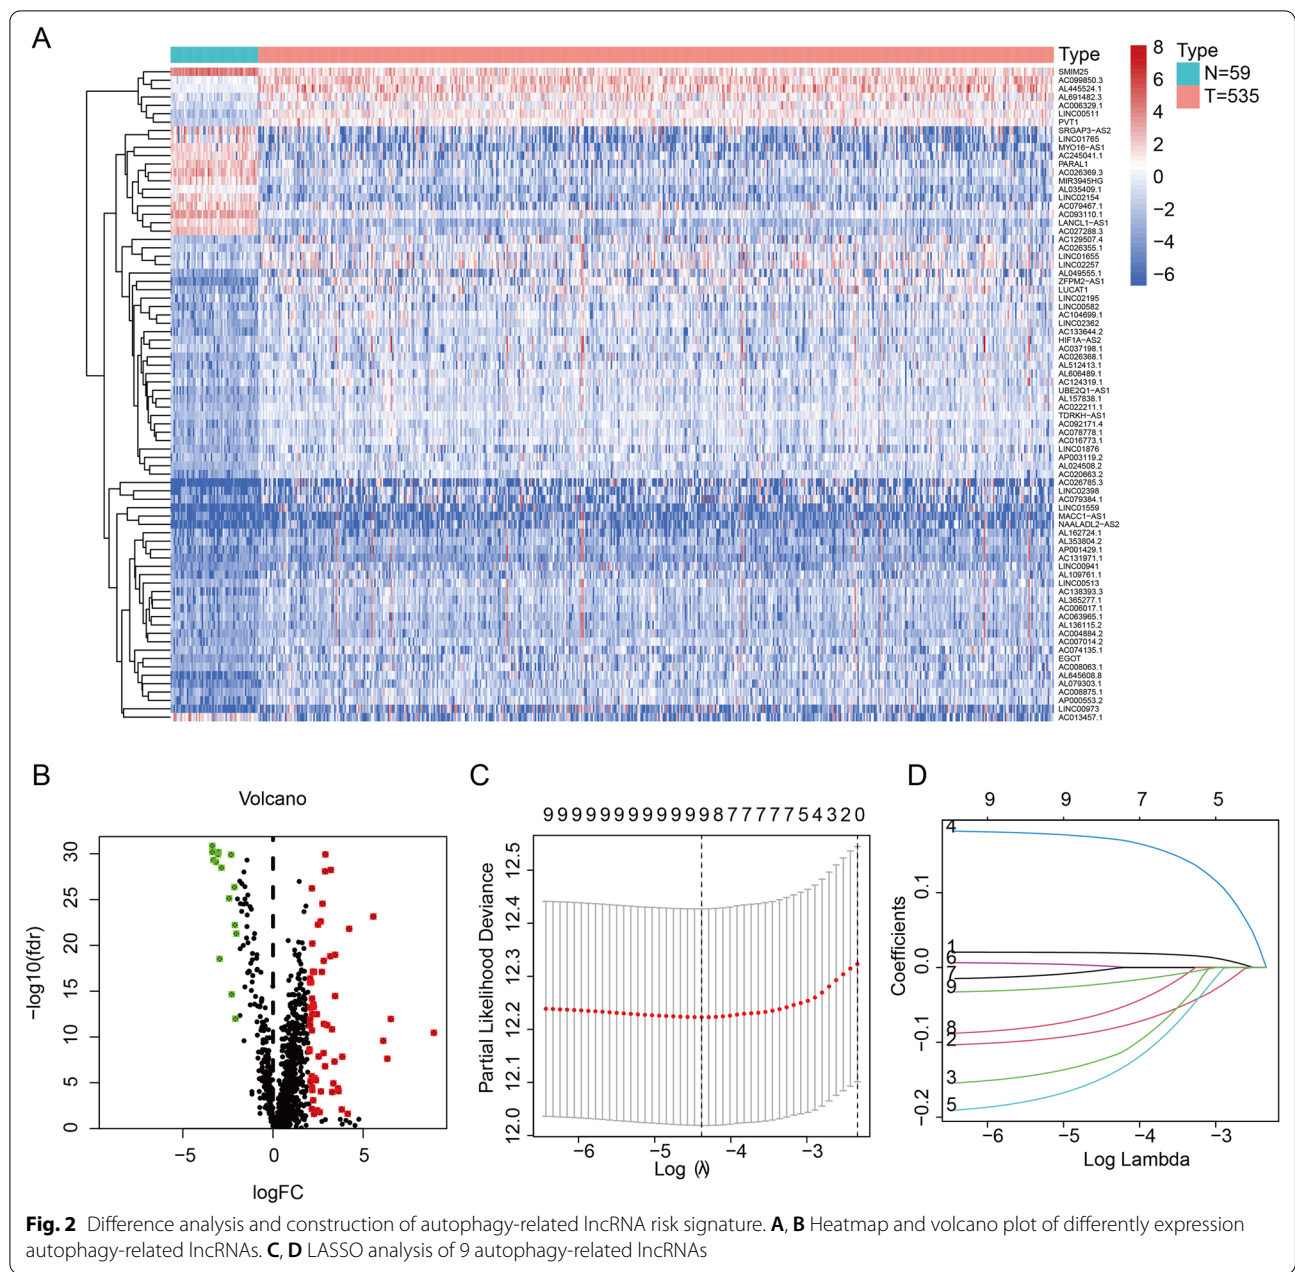 A
Type
SMIM25
AC099850.3
AL445524.1
AL691482.3
AC006329.1
LINC00511
PVT1
SRGAP3−AS2
LINC01765
MYO16−AS1
AC245041.1
PARAL1
AC026369.3
MIR3945HG
AL035409.1
LINC02154
AC079467.1
AC093110.1
LANCL1−AS1
AC027288.3
AC129507.4
AC026355.1
LINC01655
LINC02257
AL049555.1
ZFPM2−AS1
LUCAT1
LINC02195
LINC00582
AC104699.1
LINC02362
AC133644.2
HIF1A−AS2
AC037198.1
AC026368.1
AL512413.1
AL606489.1
AC124319.1
UBE2Q1−AS1
AL157838.1
AC022211.1
TDRKH−AS1
AC092171.4
AC078778.1
AC016773.1
LINC01876
AP003119.2
AL024508.2
AC020663.2
AC026785.3
LINC02398
AC079384.1
LINC01559
MACC1−AS1
NAALADL2−AS2
AL162724.1
AL353804.2
AP001429.1
AC131971.1
LINC00941
AL109761.1
LINC00513
AC138393.3
AL365277.1
AC006017.1
AC063965.1
AL136115.2
AC004884.2
AC007014.2
AC074135.1
EGOT
AC008063.1
AL645608.8
AL079303.1
AC008875.1
AP000553.2
LINC00973
AC013457.1
8
6
4
2
0
−2
−4
−6
Type
N=59
T=535
B
Volcano
30
25
20
15
10
5
0
−log10(fdr)
−5 0 5
logFC
C
9 9 9 9 9 9 9 9 9 9 9 9 8 7 7 7 7 7 5 4 3 2 0
12.5
12.4
12.3
12.2
12.1
12.0
Partial Likelihood Deviance
−6 −5 −4 −3
Log (λ)
D
9 9 7 5
0.1
0.0
−0.1
−0.2
Coefficients
4
1
6
7
9
8
2
3
5
−6 −5 −4 −3
Log Lambda
Fig. 2 Difference analysis and construction of autophagy-related lncRNA risk signature. A, B Heatmap and volcano plot of differently expression
autophagy-related lncRNAs. C, D LASSO analysis of 9 autophagy-related lncRNAs